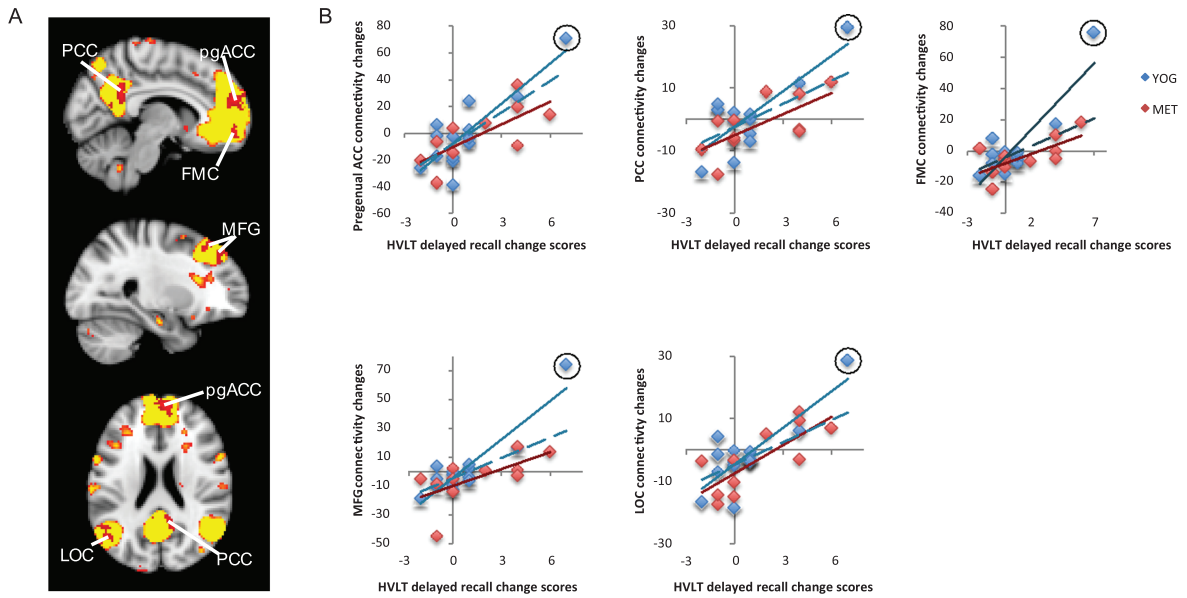 A
PCC
pgACC
FMC
MFG
pgACC
LOC
PCC
B
Pregenual ACC connectivity changes
80
60
40
20
0
-20
-40
-60
-3
0
3
6
HVLT delayed recall change scores
PCC connectivity changes
30
10
-10
-30
-3
0
3
6
HVLT delayed recall change scores
FMC connectivity changes
80
60
40
20
0
-20
-40
-3
2
7
HVLT delayed recall change scores
YOG
MET
MFG connectivity changes
70
50
30
10
-10
-30
-50
-3
0
3
6
HVLT delayed recall change scores
LOC connectivity changes
30
10
-10
-30
-3
0
3
6
HVLT delayed recall change scores